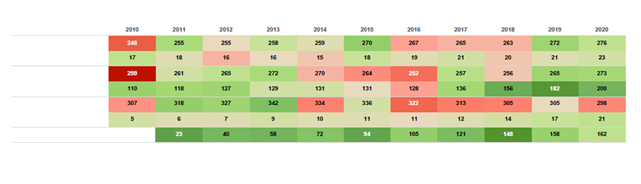 2010 2011 2012 2013 2014 2015 2016 2017 2018 2019 2020
248 255 255 258 259 270 267 265 263 272 276
17 18 16 16 15 18 19 21 20 21 23
259 261 265 272 270 264 252 257 256 265 273
110 118 127 129 131 131 128 136 156 182 200
307 318 327 342 334 336 322 313 305 305 298
5 6 7 9 10 11 11 12 14 17 21
23 40 58 72 94 105 121 148 158 162